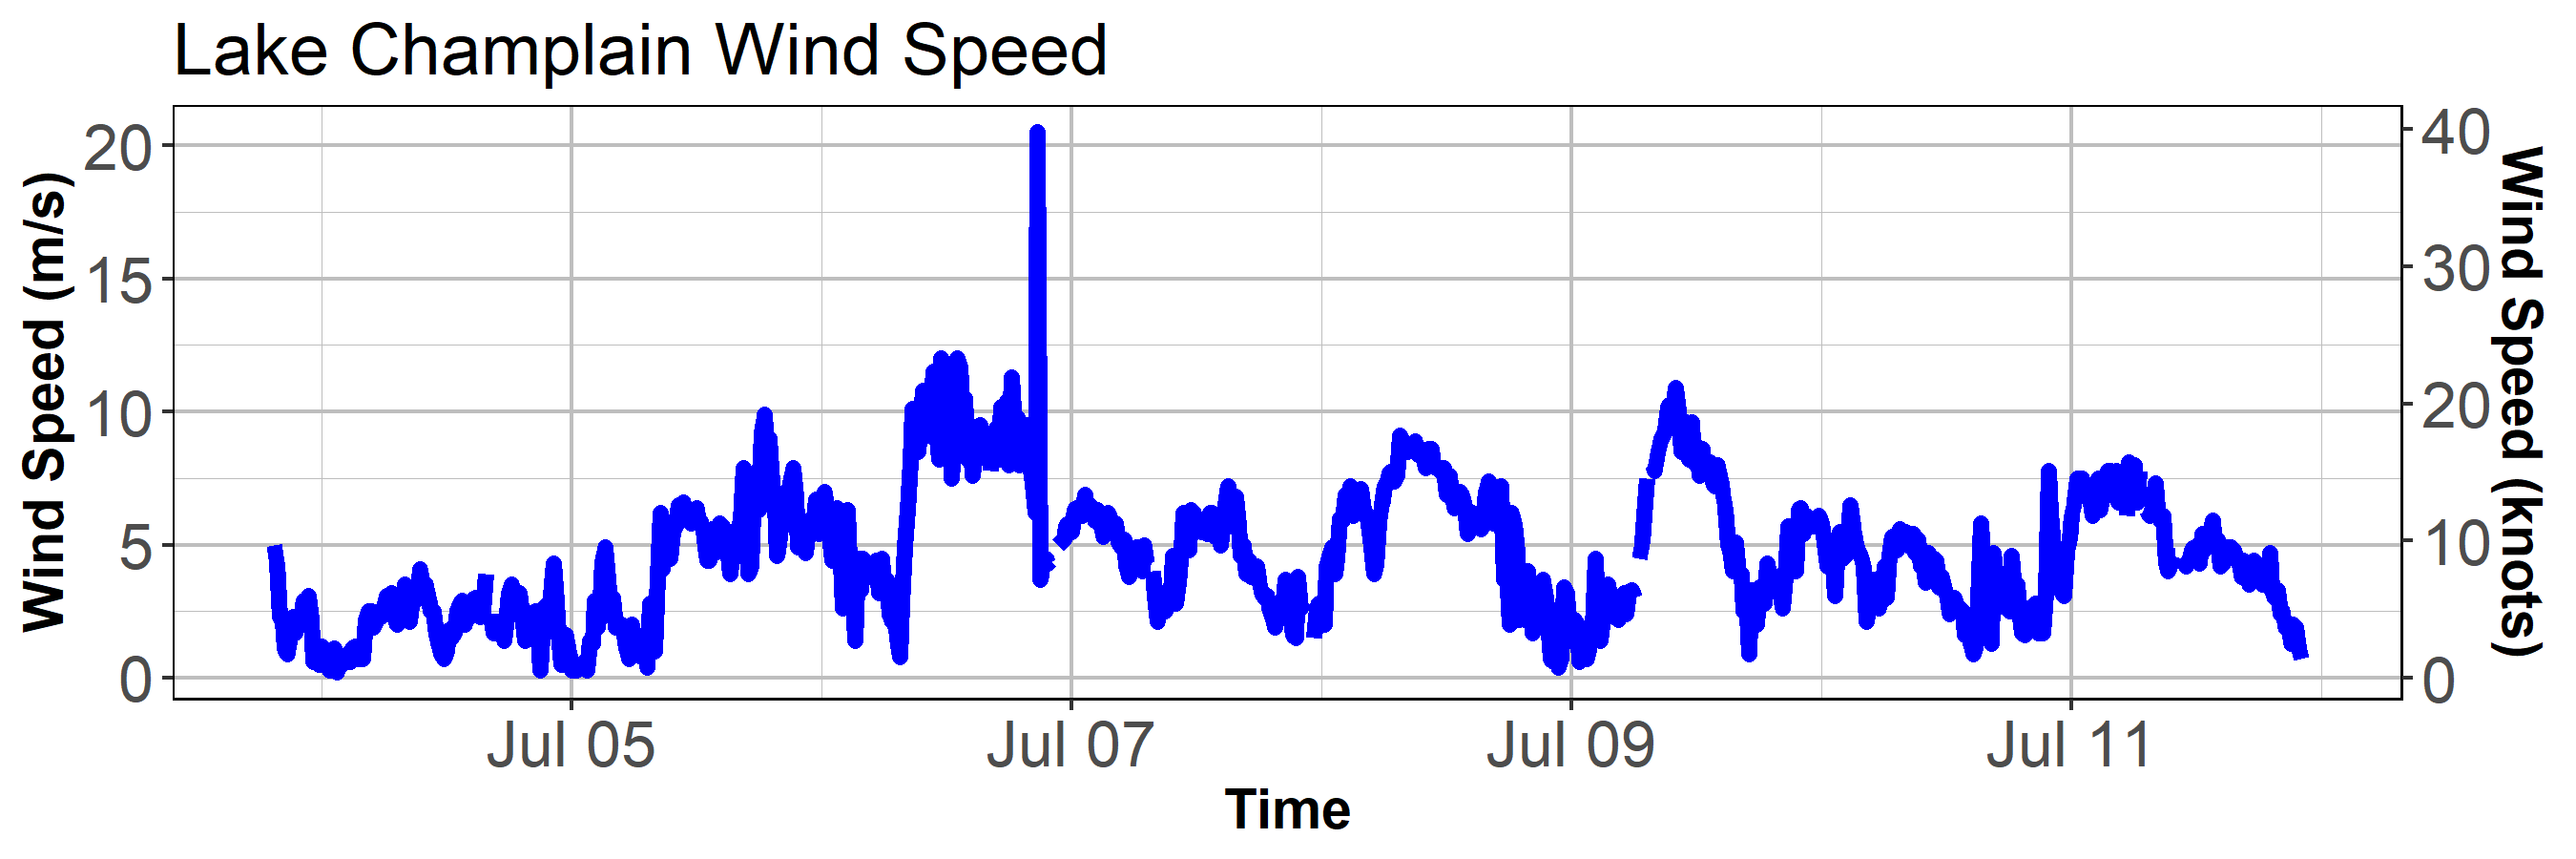 Lake Champlain Wind Speed
Wind Speed (m/s)
20
15
10
5
0
40
30
20
10
0
Wind Speed (knots)
Jul 05
Jul 07
Jul 09
Jul 11
Time